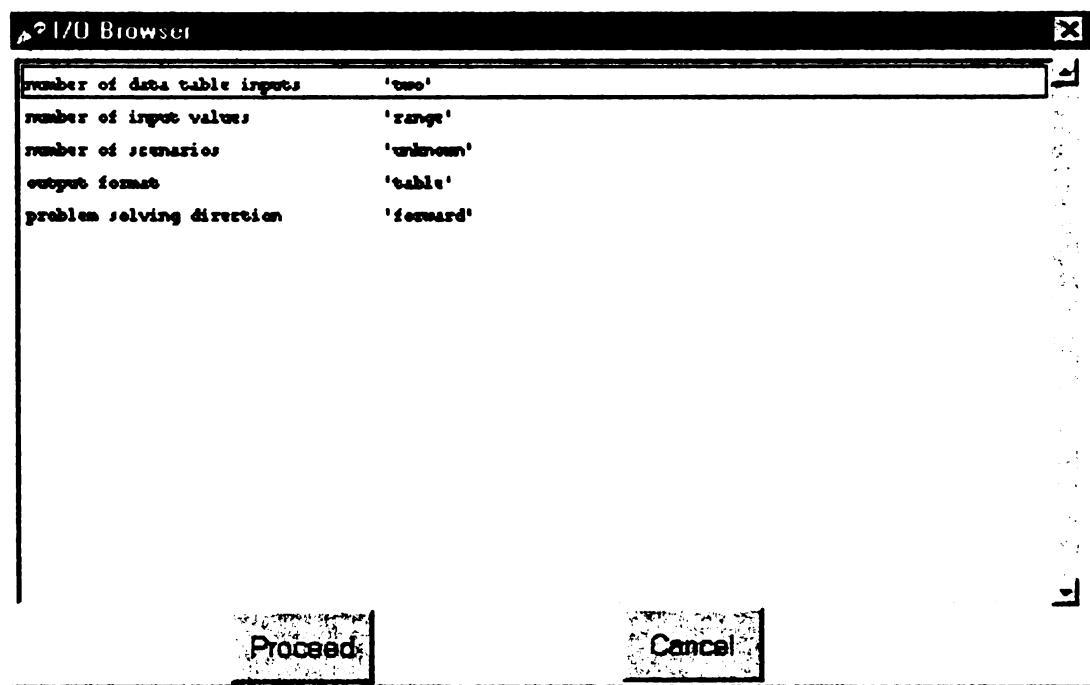 I/O Browser
number of data table inputs 'two'
number of input values 'range'
number of scenarios 'unknown'
output format 'table'
problem solving direction 'forward'
Proceed Cancel